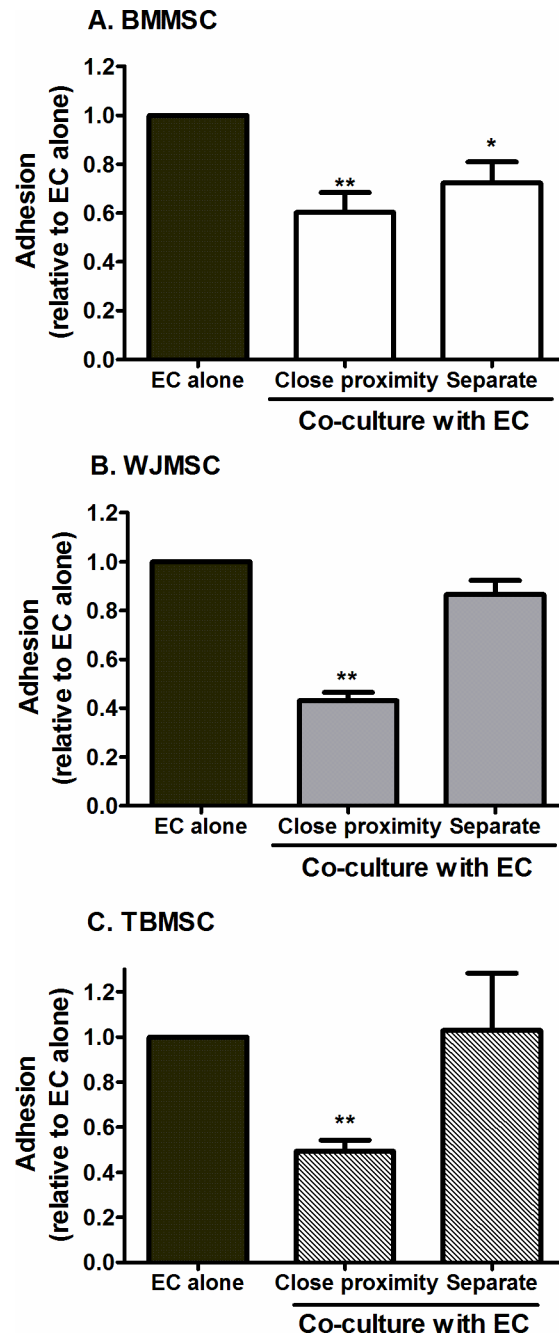 A. BMMSC
Adhesion
(relative to EC alone)
1.2
1.0
0.8
0.6
0.4
0.2
0.0
**
*
EC alone Close proximity Separate
Co-culture with EC
B. WJMSC
Adhesion
(relative to EC alone)
1.2
1.0
0.8
0.6
0.4
0.2
0.0
**
EC alone Close proximity Separate
Co-culture with EC
C. TBMSC
Adhesion
(relative to EC alone)
1.2
1.0
0.8
0.6
0.4
0.2
0.0
**
EC alone Close proximity Separate
Co-culture with EC